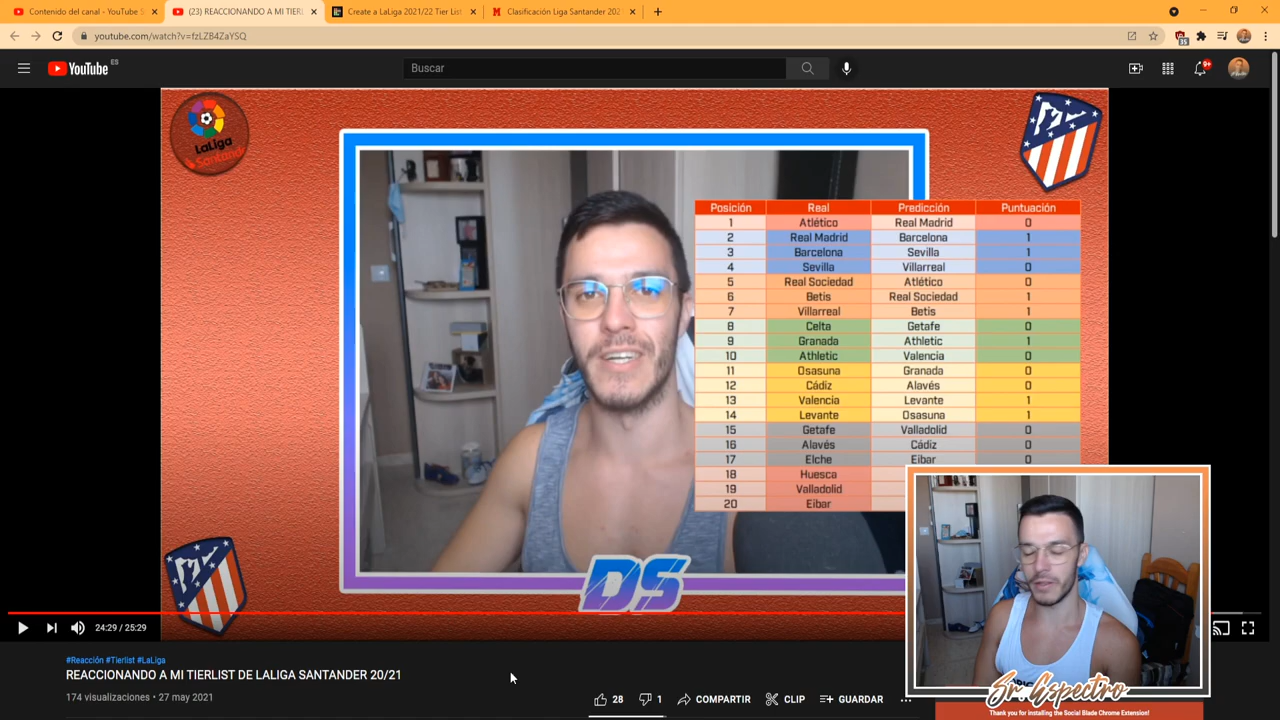 Contenido del canal - YouTube S
(23) REACCIONANDO A MI TIERL
Create a LaLiga 2021/22 Tier List
Clasificación Liga Santander 202
youtube.com/watch?v=fzLZB4ZaYSQ
35
YouTube ES
Buscar
9+
LaLiga
Santander
Posición Real Predicción Puntuación
1 Atlético Real Madrid 0
2 Real Madrid Barcelona 1
3 Barcelona Sevilla 1
4 Sevilla Villarreal 0
5 Real Sociedad Atlético 0
6 Betis Real Sociedad 1
7 Villarreal Betis 1
8 Celta Getafe 0
9 Granada Athletic 1
10 Athletic Valencia 0
11 Osasuna Granada 0
12 Cádiz Alavés 0
13 Valencia Levante 1
14 Levante Osasuna 1
15 Getafe Valladolid 0
16 Alavés Cádiz 0
17 Elche Eibar 0
18 Huesca
19 Valladolid
20 Eibar
DS
24:29 / 25:29
#Reacción #Tierlist #LaLiga
REACCIONANDO A MI TIERLIST DE LALIGA SANTANDER 20/21
174 visualizaciones • 27 may 2021
28 1 COMPARTIR CLIP GUARDAR ...
Sr. Espectro
Thank you for installing the Social Blade Chrome Extension!